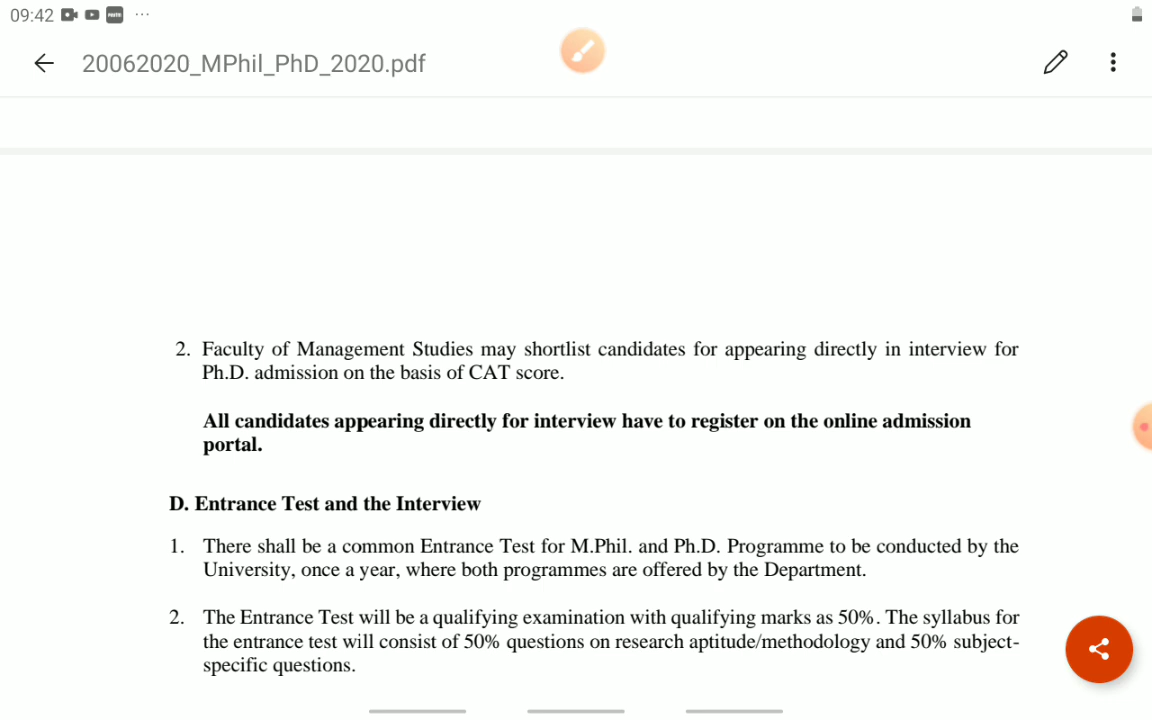 09:42 ...
20062020_MPhil_PhD_2020.pdf
2. Faculty of Management Studies may shortlist candidates for appearing directly in interview for
Ph.D. admission on the basis of CAT score.
All candidates appearing directly for interview have to register on the online admission
portal.
D. Entrance Test and the Interview
1. There shall be a common Entrance Test for M.Phil. and Ph.D. Programme to be conducted by the
University, once a year, where both programmes are offered by the Department.
2. The Entrance Test will be a qualifying examination with qualifying marks as 50%. The syllabus for
the entrance test will consist of 50% questions on research aptitude/methodology and 50% subject-
specific questions.